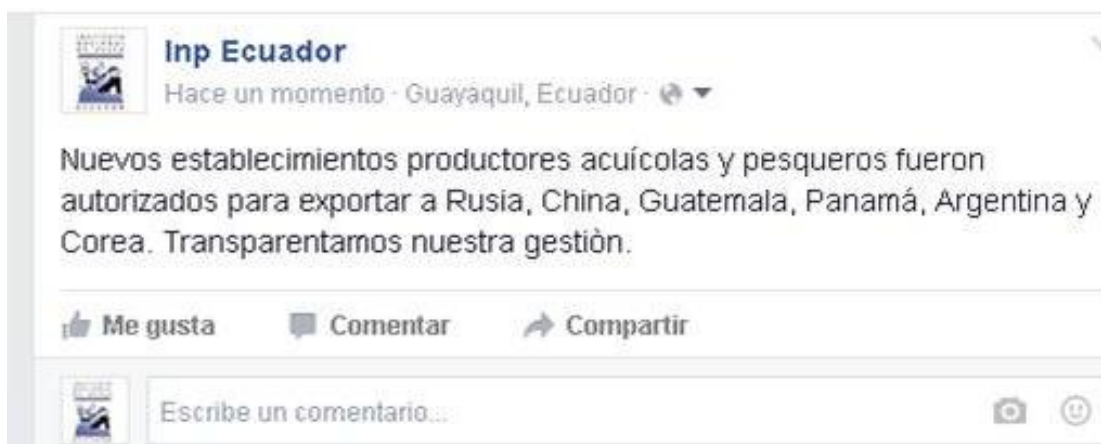 Inp Ecuador
Hace un momento · Guayaquil, Ecuador ·
Nuevos establecimientos productores acuícolas y pesqueros fueron
autorizados para exportar a Rusia, China, Guatemala, Panamá, Argentina y
Corea. Transparentamos nuestra gestiòn.
Me gusta Comentar Compartir
Escribe un comentario...